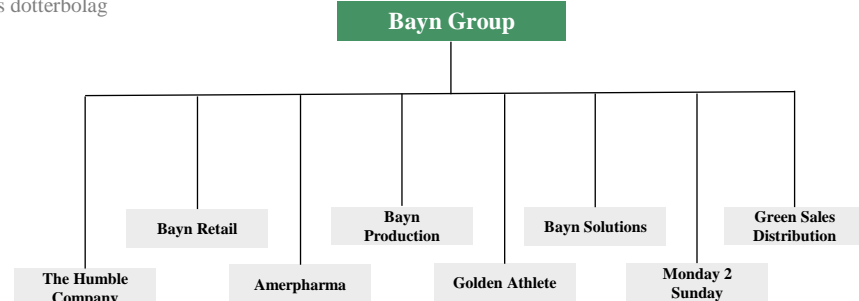 s dotterbolag
Bayn Group
Bayn Retail
Bayn
Production
Bayn Solutions
Green Sales
Distribution
The Humble
Company
Amerpharma
Golden Athlete
Monday 2
Sunday